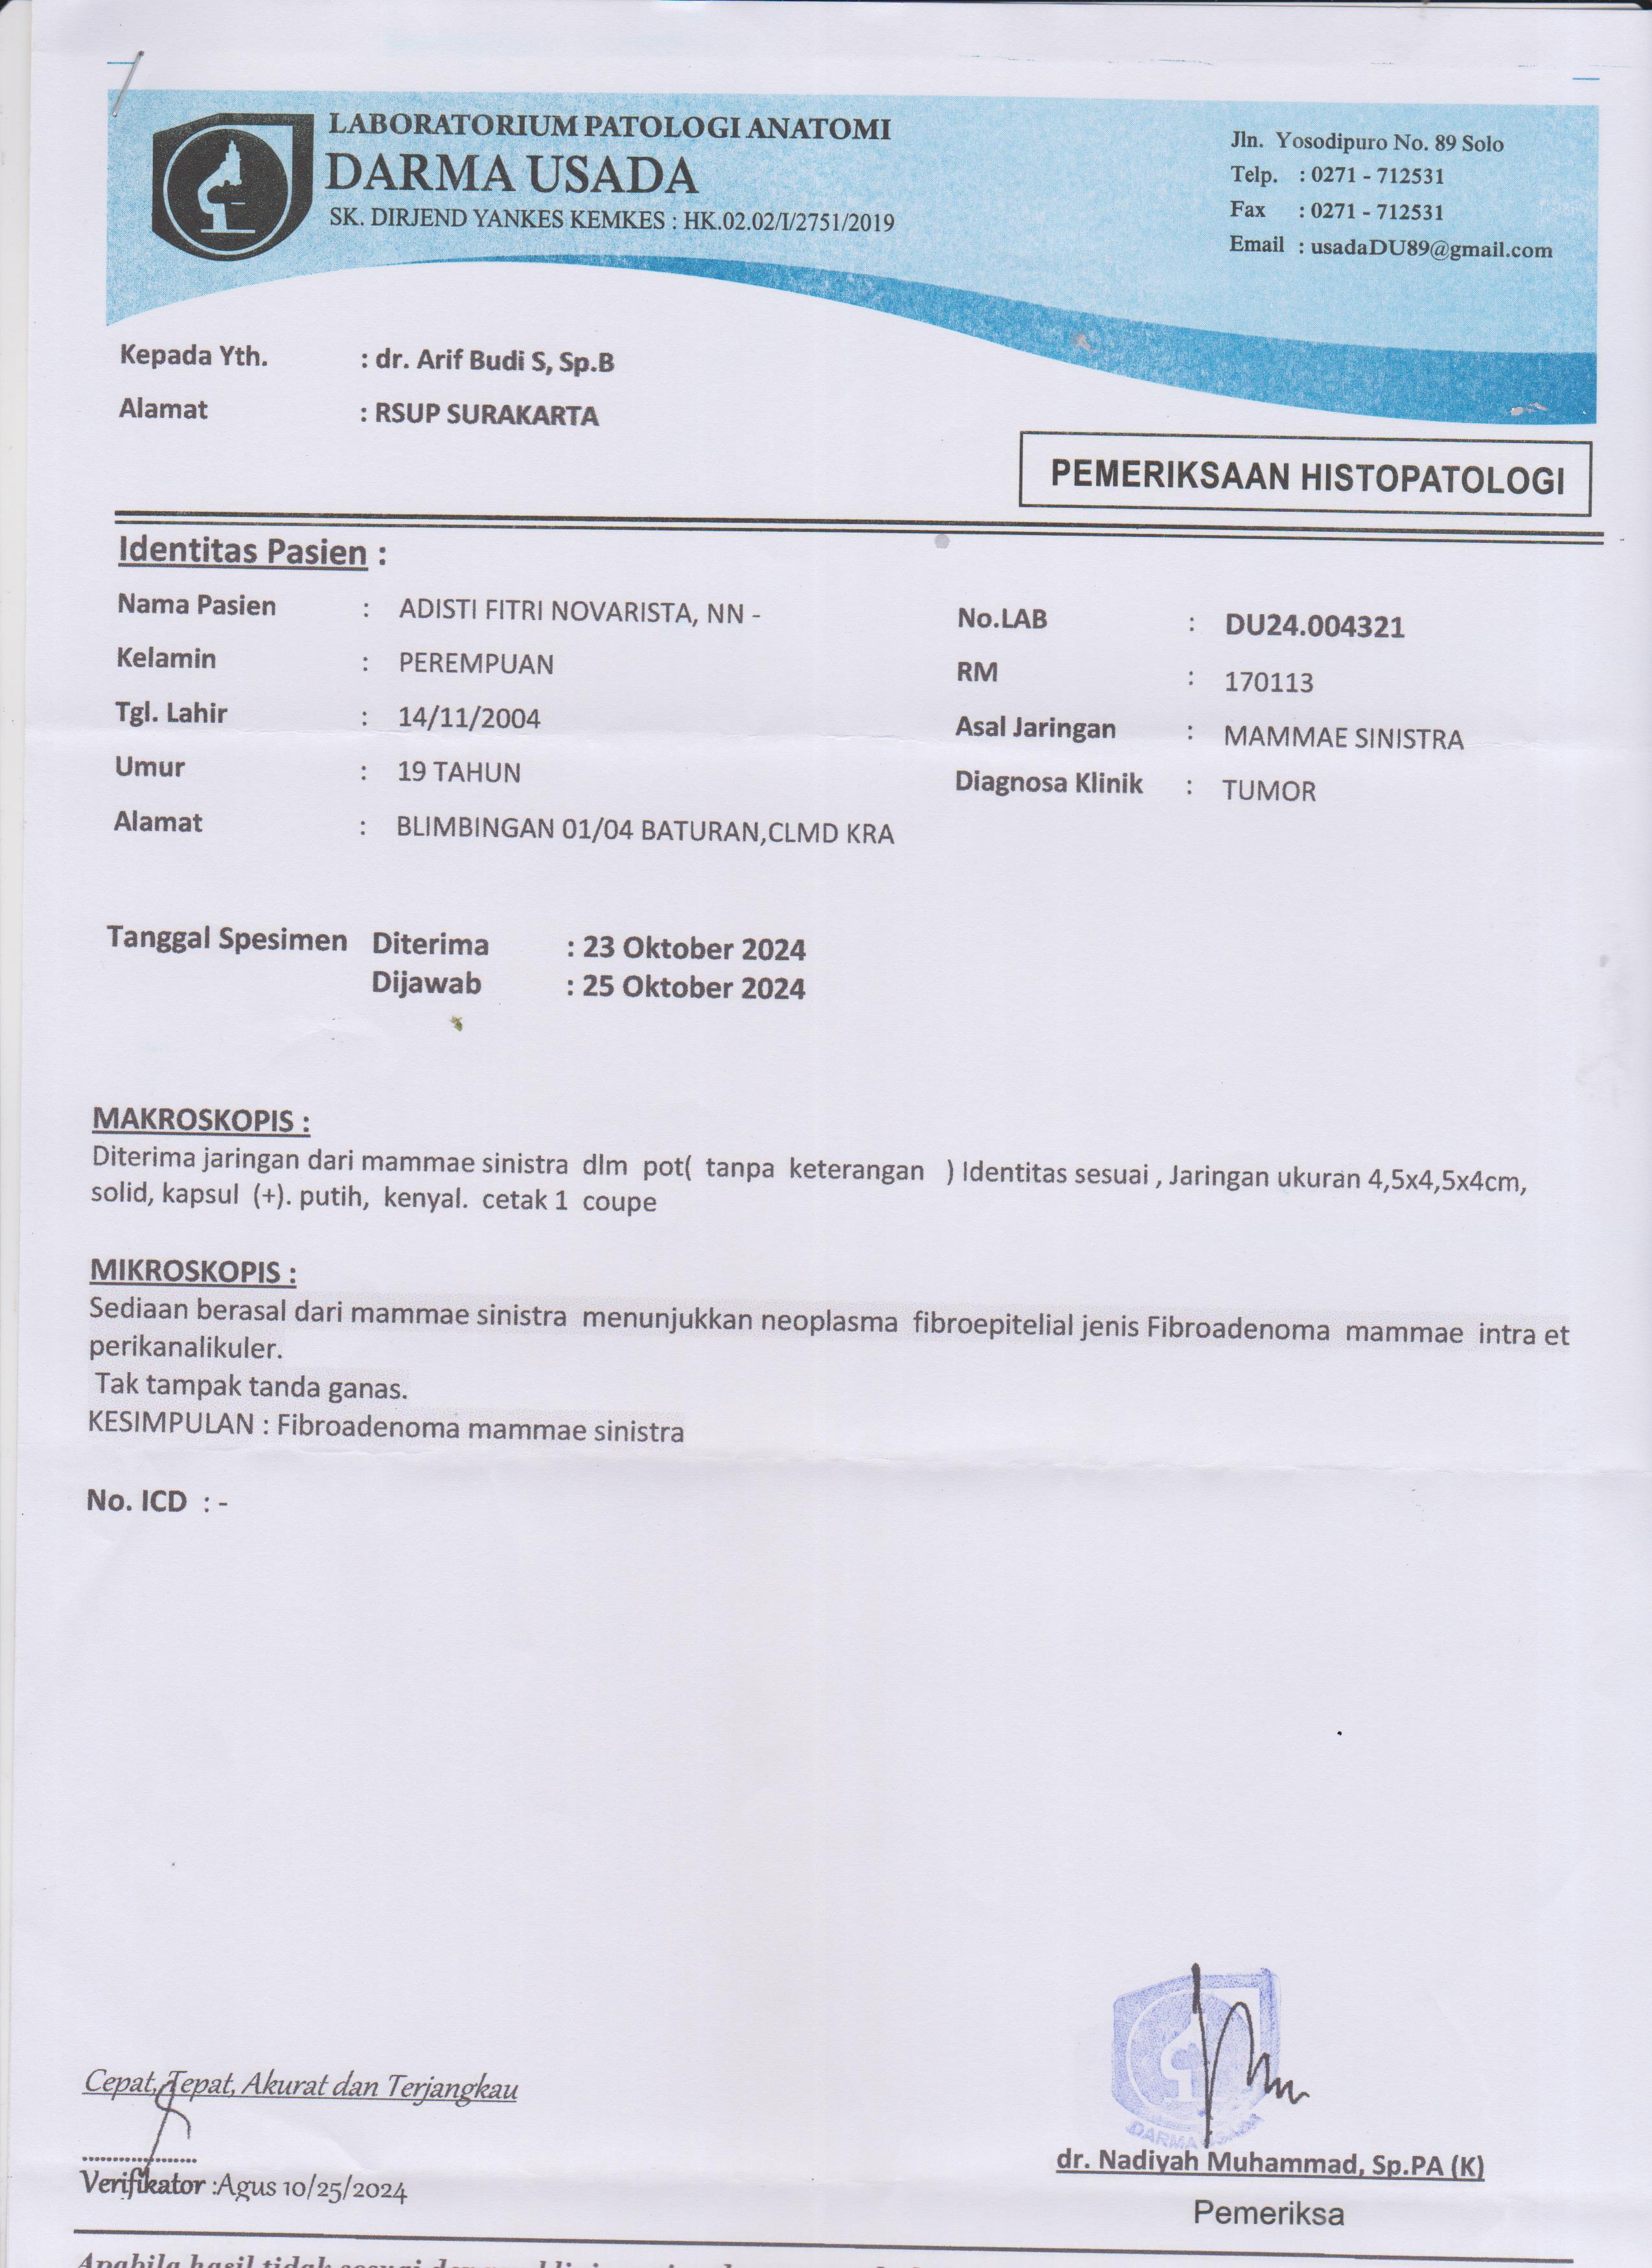 LABORATORIUM PATOLOGI ANATOMI
DARMA USADA
SK. DIRJEND YANKES KEMKES : HK.02.02/I/2751/2019
Jln. Yosodipuro No. 89 Solo
Telp. : 0271 - 712531
Fax : 0271 - 712531
Email : usadaDU89@gmail.com
Kepada Yth. : dr. Arif Budi S, Sp.B
Alamat : RSUP SURAKARTA
PEMERIKSAAN HISTOPATOLOGI
Identitas Pasien :
Nama Pasien : ADISTI FITRI NOVARISTA, NN -
Kelamin : PEREMPUAN
Tgl. Lahir : 14/11/2004
Umur : 19 TAHUN
Alamat : BLIMBINGAN 01/04 BATURAN,CLMD KRA
No.LAB : DU24.004321
RM : 170113
Asal Jaringan : MAMMAE SINISTRA
Diagnosa Klinik : TUMOR
Tanggal Spesimen Diterima : 23 Oktober 2024
Dijawab : 25 Oktober 2024
MAKROSKOPIS :
Diterima jaringan dari mammae sinistra dlm pot( tanpa keterangan ) Identitas sesuai , Jaringan ukuran 4,5x4,5x4cm,
solid, kapsul (+). putih, kenyal. cetak 1 coupe
MIKROSKOPIS :
Sediaan berasal dari mammae sinistra menunjukkan neoplasma fibroepitelial jenis Fibroadenoma mammae intra et
perikanalikuler.
Tak tampak tanda ganas.
KESIMPULAN : Fibroadenoma mammae sinistra
No. ICD : -
Cepat, Tepat, Akurat dan Terjangkau
....................
Verifikator :Agus 10/25/2024
DARMA USADA
dr. Nadiyah Muhammad, Sp.PA (K)
Pemeriksa
Apabila hasil tidak sesuai